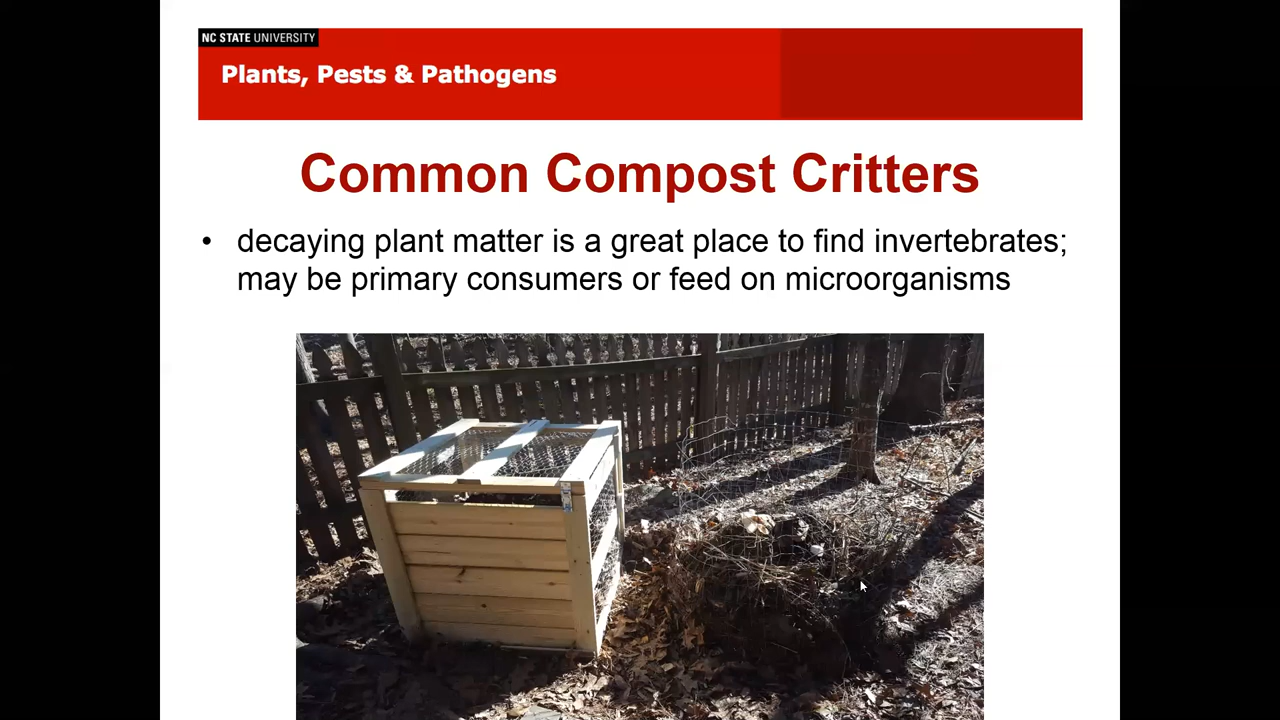 NC STATE UNIVERSITY
Plants, Pests & Pathogens
Common Compost Critters
• decaying plant matter is a great place to find invertebrates;
may be primary consumers or feed on microorganisms